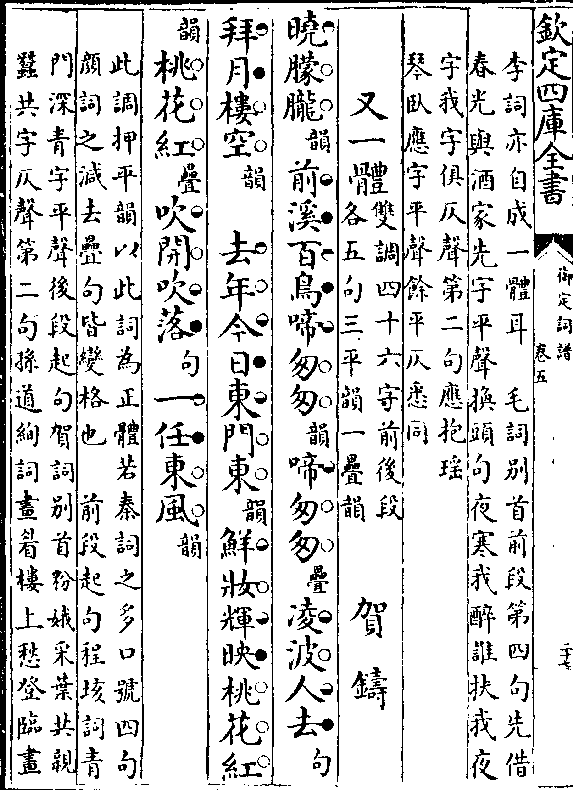 欽定四庫全書
御定詞譜
卷五
二十七
李詞亦自成一體耳　毛詞別首前段第四句先借
春光與酒家先字平聲換頭句夜寒我醉誰扶我夜
字我字俱仄聲第二句應抱瑤
琴臥應字平聲餘平仄悉同
又一體雙調四十六字前後段各五句三平韻一疊韻　賀鑄
曉朦朧韻前溪百鳥啼匆匆韻啼匆匆疊凌波人去句
拜月樓空韻　去年今日東門東韻鮮妝輝映桃花紅
韻桃花紅疊吹開吹落句一任東風韻
此調押平韻以此詞為正體若秦詞之多口號四句
顏詞之減去疊句皆變格也　前段起句程垓詞青
門深青字平聲後段起句賀詞別首粉娥采葉共親
蠶共字仄聲第二句孫道絢詞畫眉樓上愁登臨畫